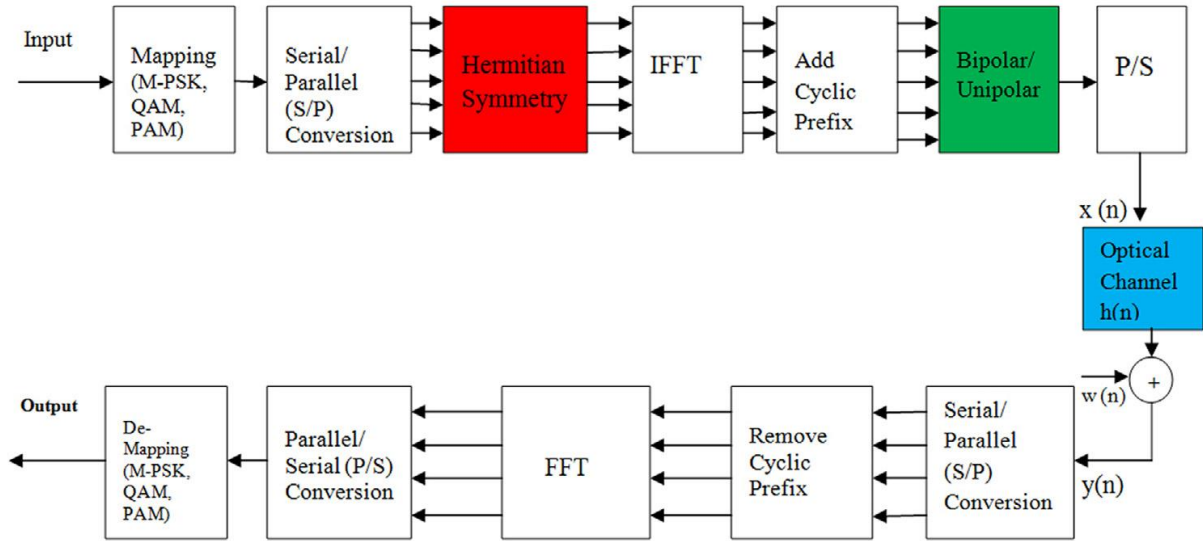 Input
Mapping
(M-PSK,
QAM,
PAM)
Serial/
Parallel
(S/P)
Conversion
Hermitian
Symmetry
IFFT
Add
Cyclic
Prefix
Bipolar/
Unipolar
P/S
x (n)
Optical
Channel
h(n)
+
w(n)
y(n)
Serial/
Parallel
(S/P)
Conversion
Remove
Cyclic
Prefix
FFT
Parallel/
Serial (P/S)
Conversion
De-
Mapping
(M-PSK,
QAM,
PAM)
Output